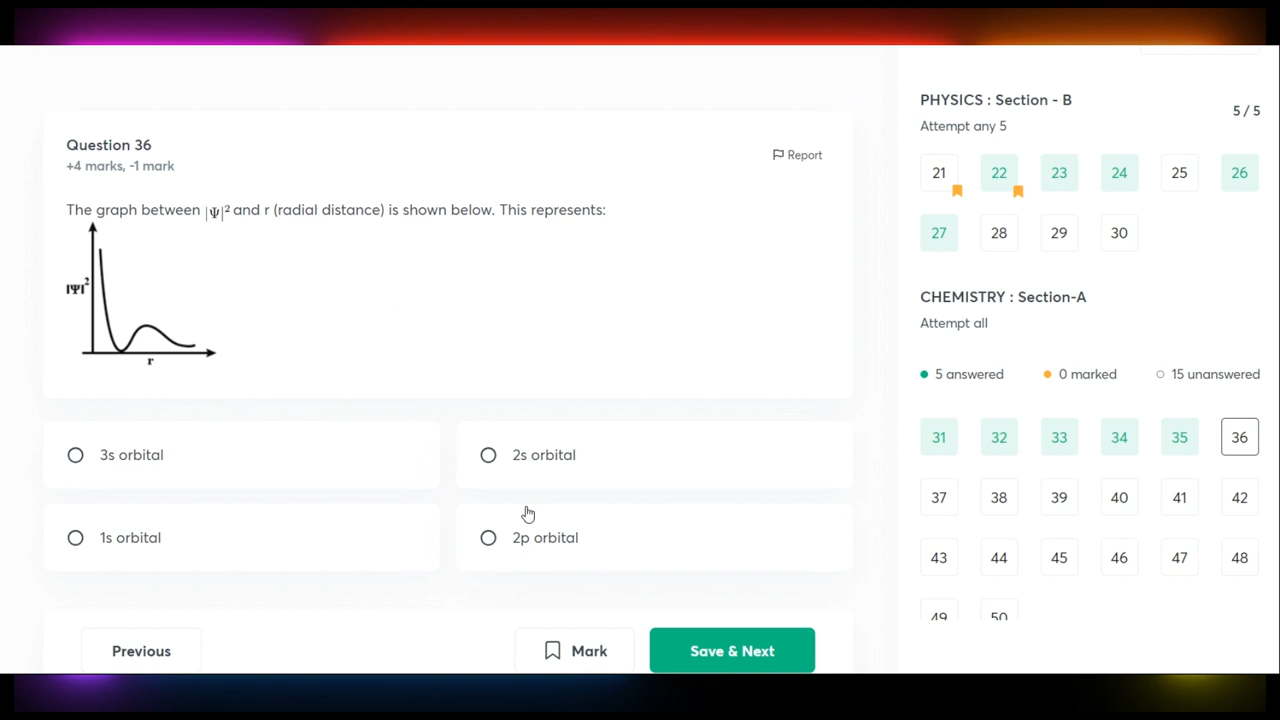 Question 36
+4 marks, -1 mark
Report
The graph between |Ψ|² and r (radial distance) is shown below. This represents:
|Ψ|²
r
3s orbital
2s orbital
1s orbital
2p orbital
Previous
Mark
Save & Next
PHYSICS : Section - B
5 / 5
Attempt any 5
21 22 23 24 25 26
27 28 29 30
CHEMISTRY : Section-A
Attempt all
5 answered 0 marked 15 unanswered
31 32 33 34 35 36
37 38 39 40 41 42
43 44 45 46 47 48
49 50